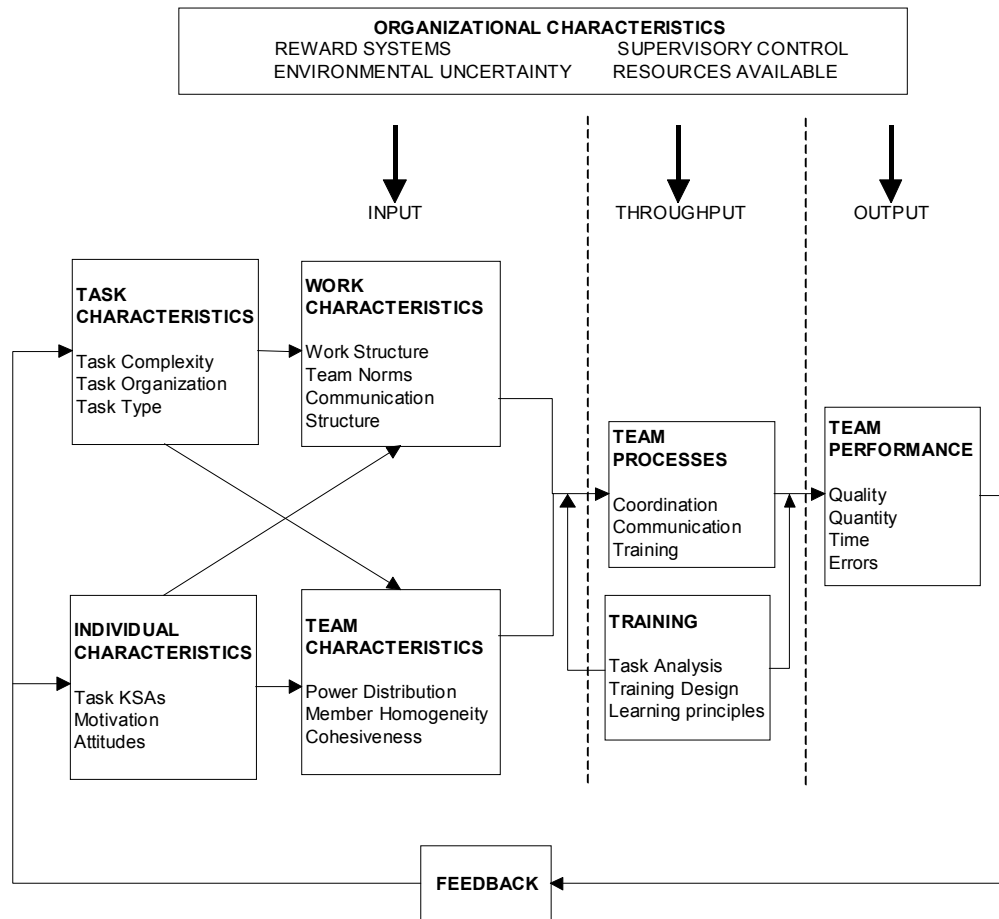 ORGANIZATIONAL CHARACTERISTICS
REWARD SYSTEMS SUPERVISORY CONTROL
ENVIRONMENTAL UNCERTAINTY RESOURCES AVAILABLE
INPUT
THROUGHPUT
OUTPUT
TASK
CHARACTERISTICS
Task Complexity
Task Organization
Task Type
WORK
CHARACTERISTICS
Work Structure
Team Norms
Communication
Structure
TEAM
PROCESSES
Coordination
Communication
Training
TEAM
PERFORMANCE
Quality
Quantity
Time
Errors
INDIVIDUAL
CHARACTERISTICS
Task KSAs
Motivation
Attitudes
TEAM
CHARACTERISTICS
Power Distribution
Member Homogeneity
Cohesiveness
TRAINING
Task Analysis
Training Design
Learning principles
FEEDBACK